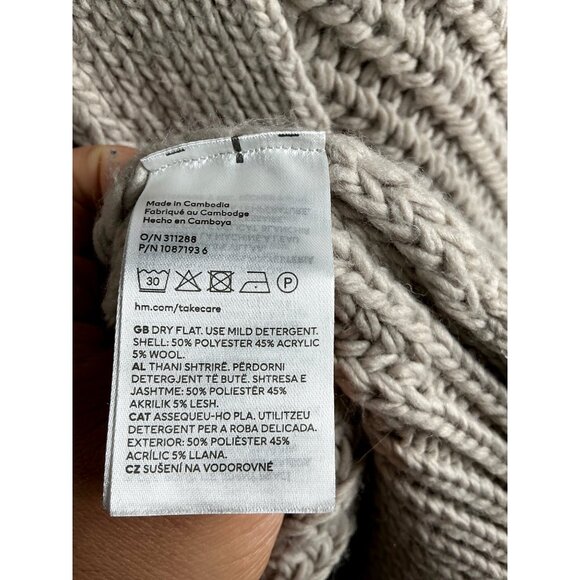 Made in Cambodia
Fabriqué au Cambodge
Hecho en Camboya
O/N 311288
P/N 1087193 6
30
P
hm.com/takecare
GB DRY FLAT. USE MILD DETERGENT.
SHELL: 50% POLYESTER 45% ACRYLIC
5% WOOL.
AL THANI SHTRIRË. PËRDORNI
DETERGJENT TË BUTË. SHTRESA E
JASHTME: 50% POLIESTER 45%
AKRILIK 5% LESH.
CAT ASSEQUEU-HO PLA. UTILITZEU
DETERGENT PER A ROBA DELICADA.
EXTERIOR: 50% POLIÈSTER 45%
ACRÍLIC 5% LLANA.
CZ SUŠENÍ NA VODOROVNÉ